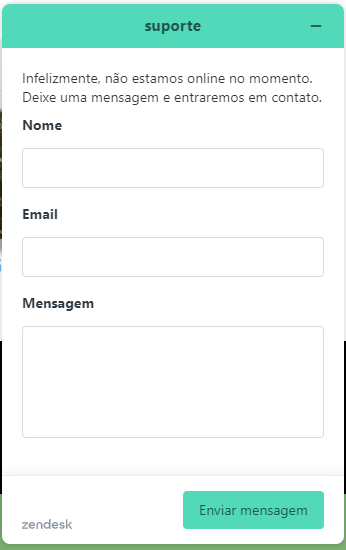 suporte
Infelizmente, não estamos online no momento.
Deixe uma mensagem e entraremos em contato.
Nome
Email
Mensagem
Enviar mensagem
zendesk